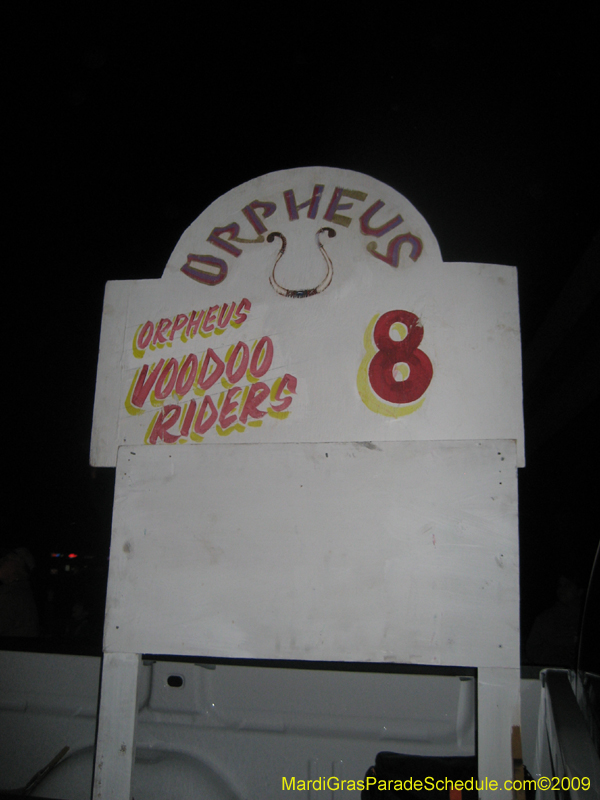 ORPHEUS
ORPHEUS
VOODOO
RIDERS
8
MardiGrasParadeSchedule.com©2009